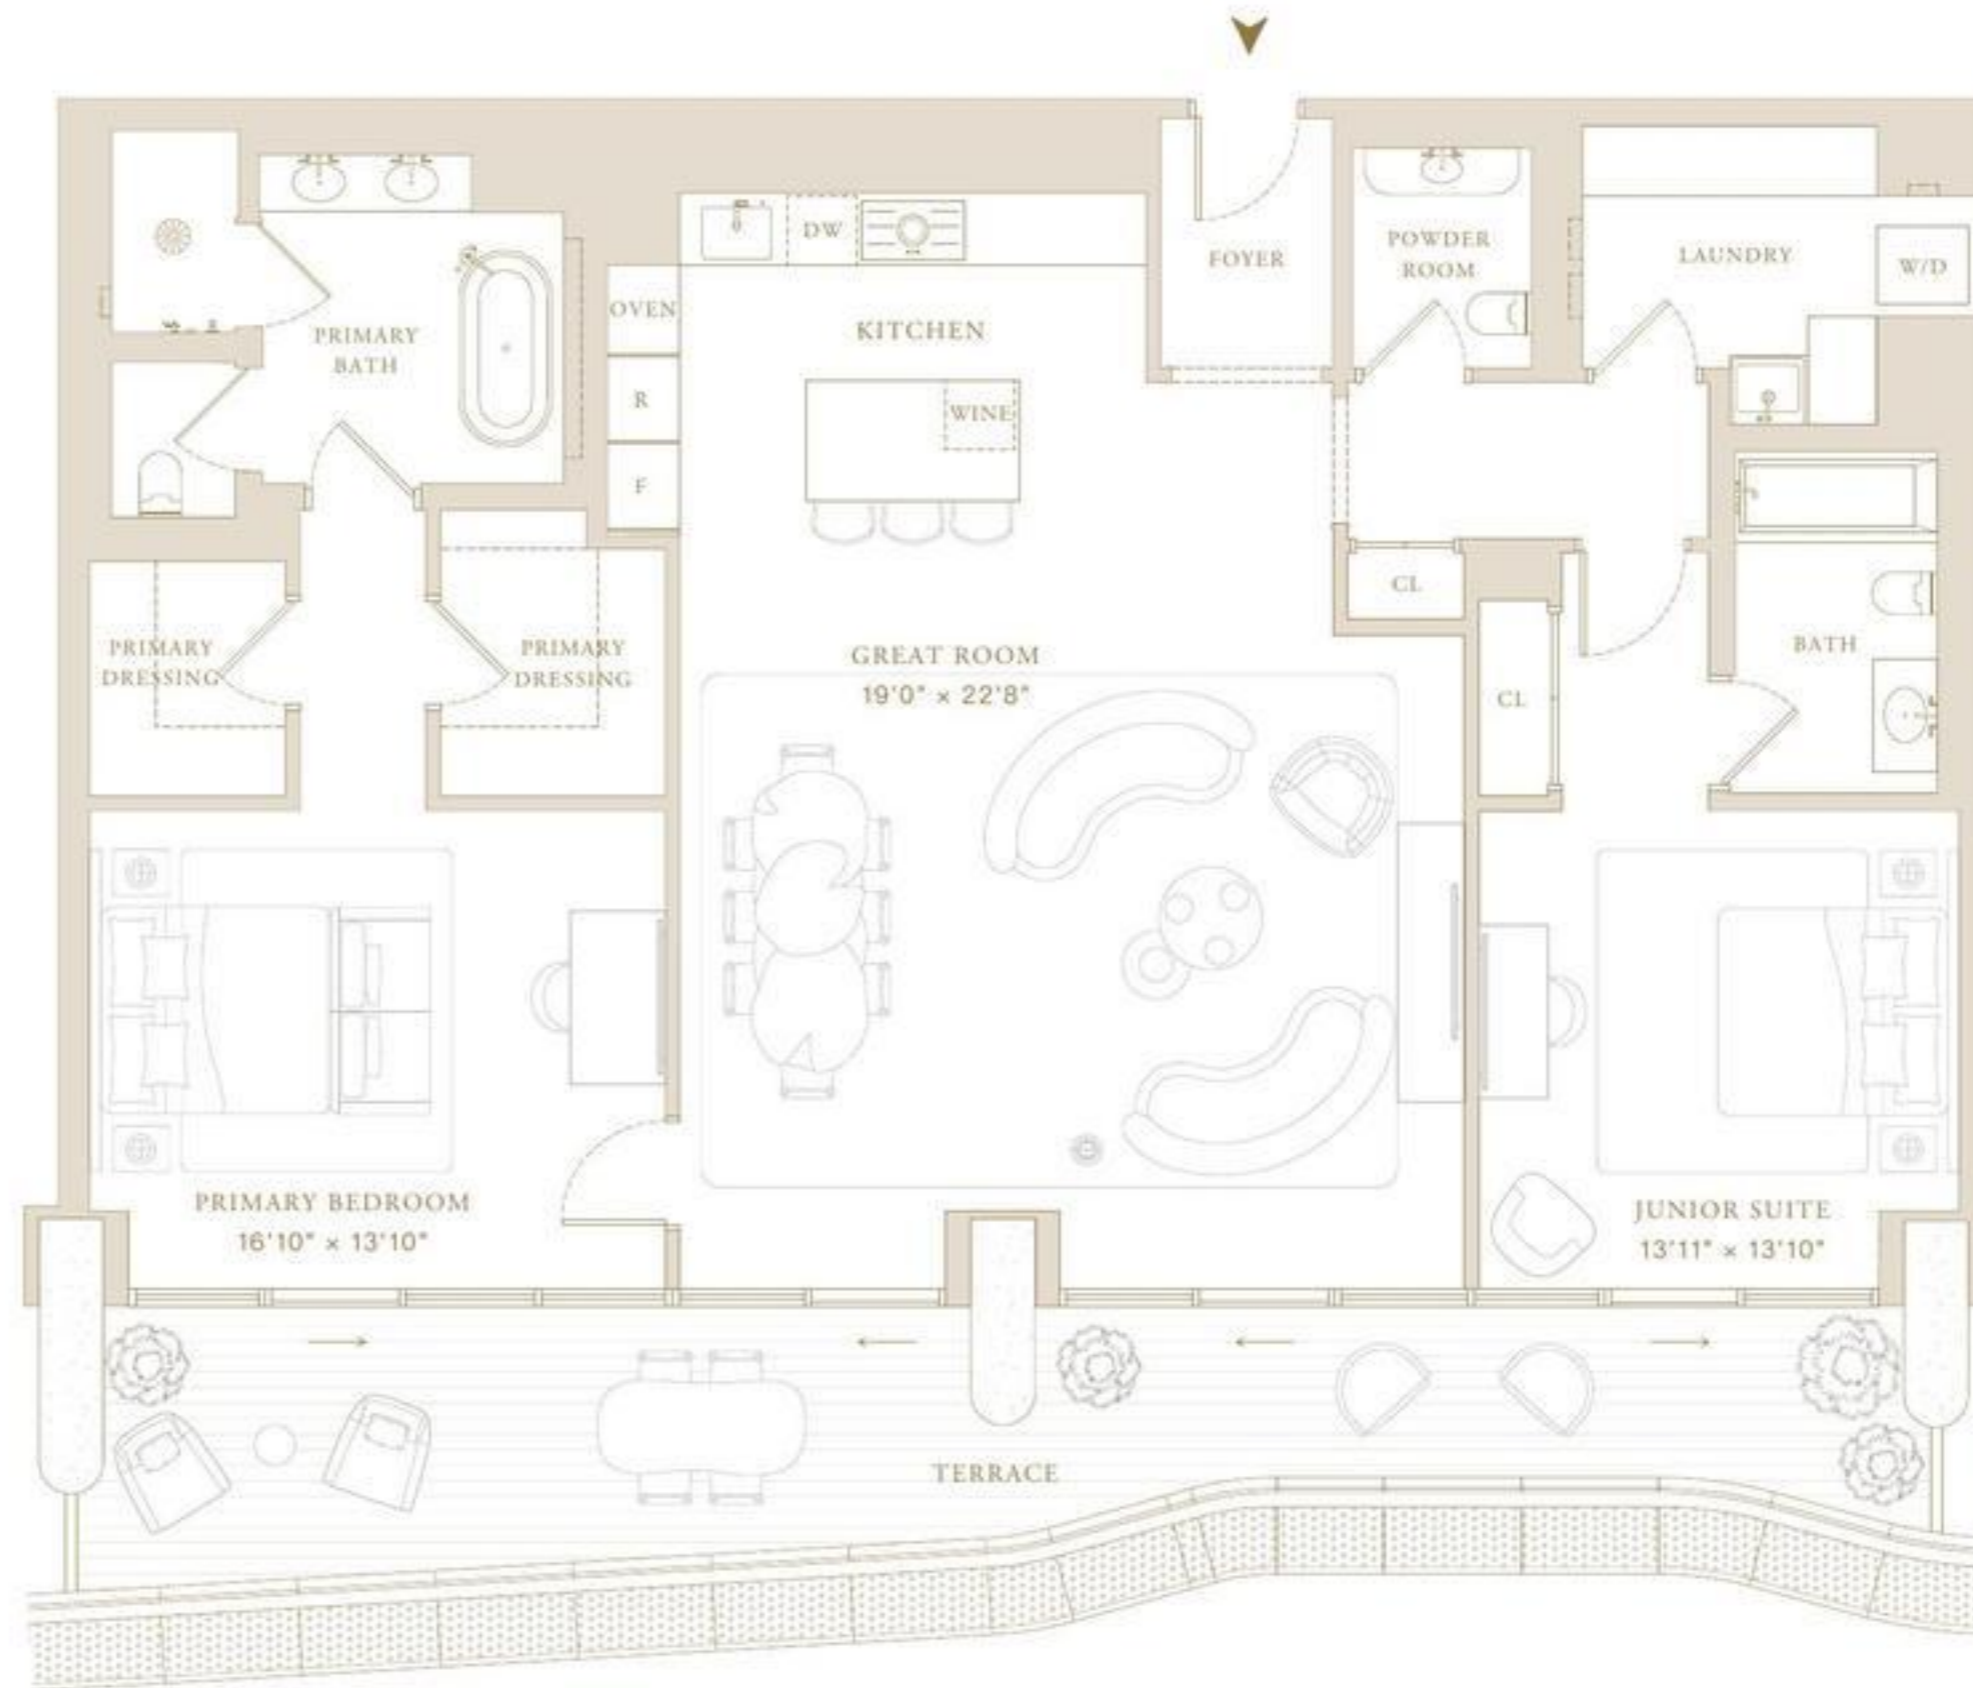 DW
FOYER
POWDER
ROOM
LAUNDRY
W/D
OVEN
PRIMARY
BATH
KITCHEN
R
WINE
F
CL
PRIMARY
DRESSING
PRIMARY
DRESSING
GREAT ROOM
19'0" × 22'8"
BATH
CL
PRIMARY BEDROOM
16'10" × 13'10"
JUNIOR SUITE
13'11" × 13'10"
TERRACE